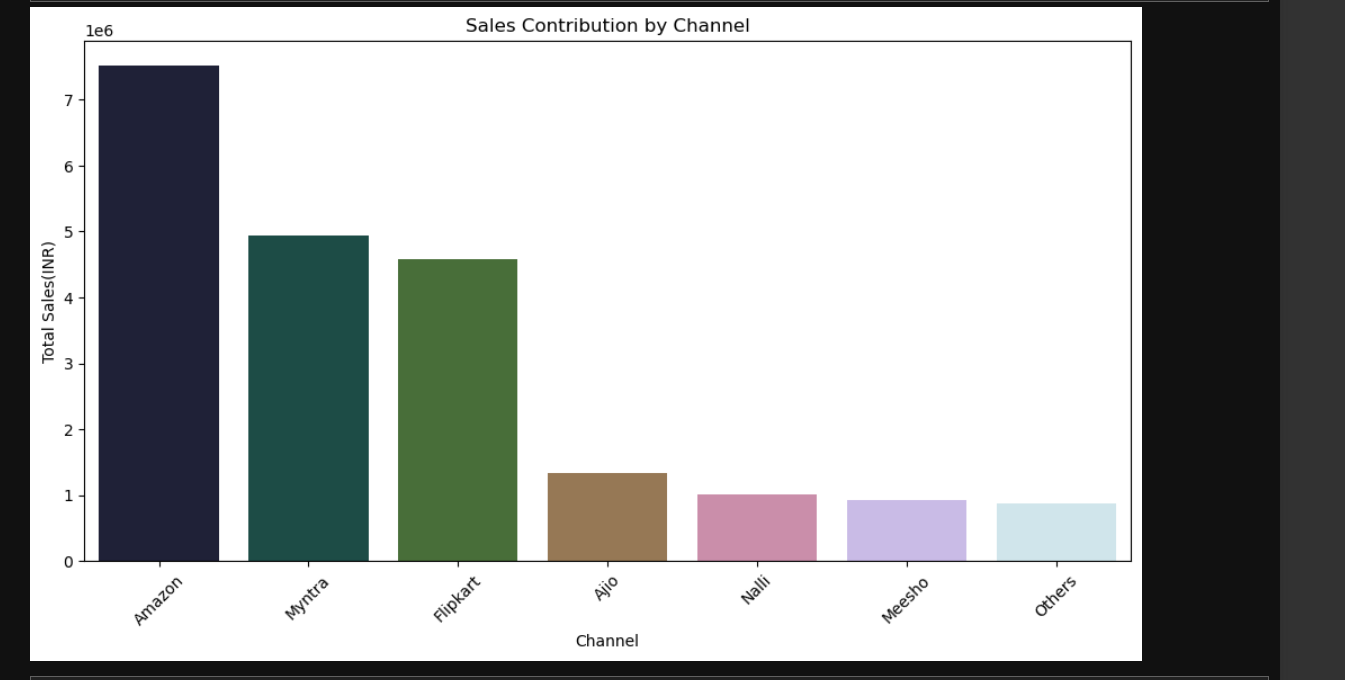 Sales Contribution by Channel
1e6
7
6
5
4
3
2
1
0
Total Sales(INR)
Amazon
Myntra
Flipkart
Ajio
Nalli
Meesho
Others
Channel